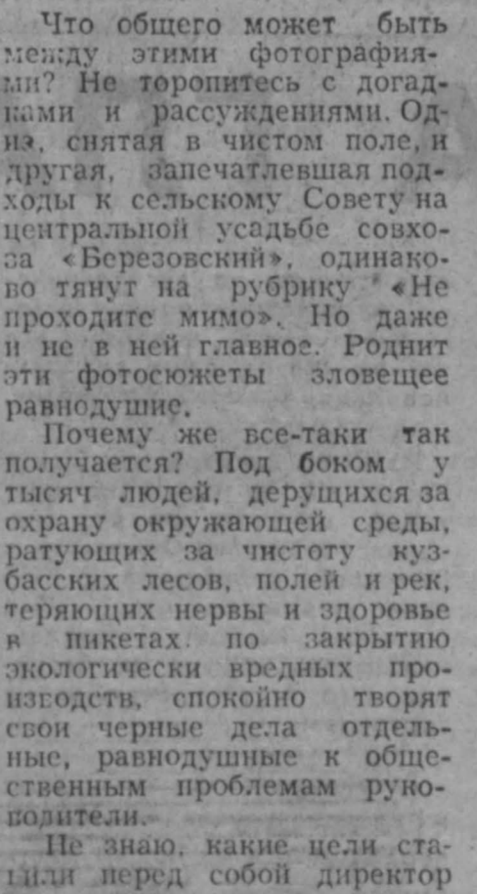 Что общего может быть
между этими фотография-
ми? Не торопитесь с догад-
ками и рассуждениями. Од-
на, снятая в чистом поле, и
другая, запечатлевшая под-
ходы к сельскому Совету на
центральной усадьбе совхо-
за «Березовский», одинако-
во тянут на рубрику «Не
проходите мимо». Но даже
и не в ней главное. Роднит
эти фотосюжеты зловещее
равнодушие.
Почему же все-таки так
получается? Под боком у
тысяч людей, дерущихся за
охрану окружающей среды,
ратующих за чистоту куз-
басских лесов, полей и рек,
теряющих нервы и здоровье
в пикетах по закрытию
экологически вредных про-
изводств, спокойно творят
свои черные дела отдель-
ные, равнодушные к обще-
ственным проблемам руко-
водители.
Не знаю, какие цели ста-
вили перед собой директор